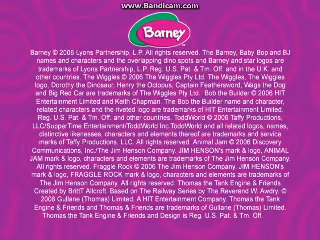 www.Bandicam.com
Barney
Barney © 2005 Lyons Partnership, L.P. All rights reserved. The Barney, Baby Bop and BJ
names and characters and the overlapping dino spots and Barney and star logos are
trademarks of Lyons Partnership, L.P. Reg. U.S. Pat. & Tm. Off. and in the U.K. and
other countries. The Wiggles © 2006 The Wiggles Pty Ltd. The Wiggles, The Wiggles
logo, Dorothy the Dinosaur, Henry the Octopus, Captain Feathersword, Wags the Dog
and Big Red Car are trademarks of The Wiggles Pty Ltd. Bob the Builder © 2006 HIT
Entertainment Limited and Keith Chapman. The Bob the Builder name and character,
related characters and the riveted logo are trademarks of HIT Entertainment Limited.
Reg. U.S. Pat. & Tm. Off. and other countries. ToddWorld © 2006 Taffy Productions,
LLC/SupperTime Entertainment/ToddWorld Inc. ToddWorld and all related logos, names,
distinctive likenesses, characters and elements thereof are trademarks and service
marks of Taffy Productions, LLC. All rights reserved. Animal Jam © 2006 Discovery
Communications, Inc./The Jim Henson Company. JIM HENSON's mark & logo, ANIMAL
JAM mark & logo, characters and elements are trademarks of The Jim Henson Company.
All rights reserved. Fraggle Rock © 2006 The Jim Henson Company. JIM HENSON's
mark & logo, FRAGGLE ROCK mark & logo, characters and elements are trademarks of
The Jim Henson Company. All rights reserved. Thomas the Tank Engine & Friends
Created by Britt Allcroft. Based on The Railway Series by The Reverend W. Awdry. ©
2006 Gullane (Thomas) Limited. A HIT Entertainment Company. Thomas the Tank
Engine & Friends and Thomas & Friends are trademarks of Gullane (Thomas) Limited.
Thomas the Tank Engine & Friends and Design is Reg. U.S. Pat. & Tm. Off.